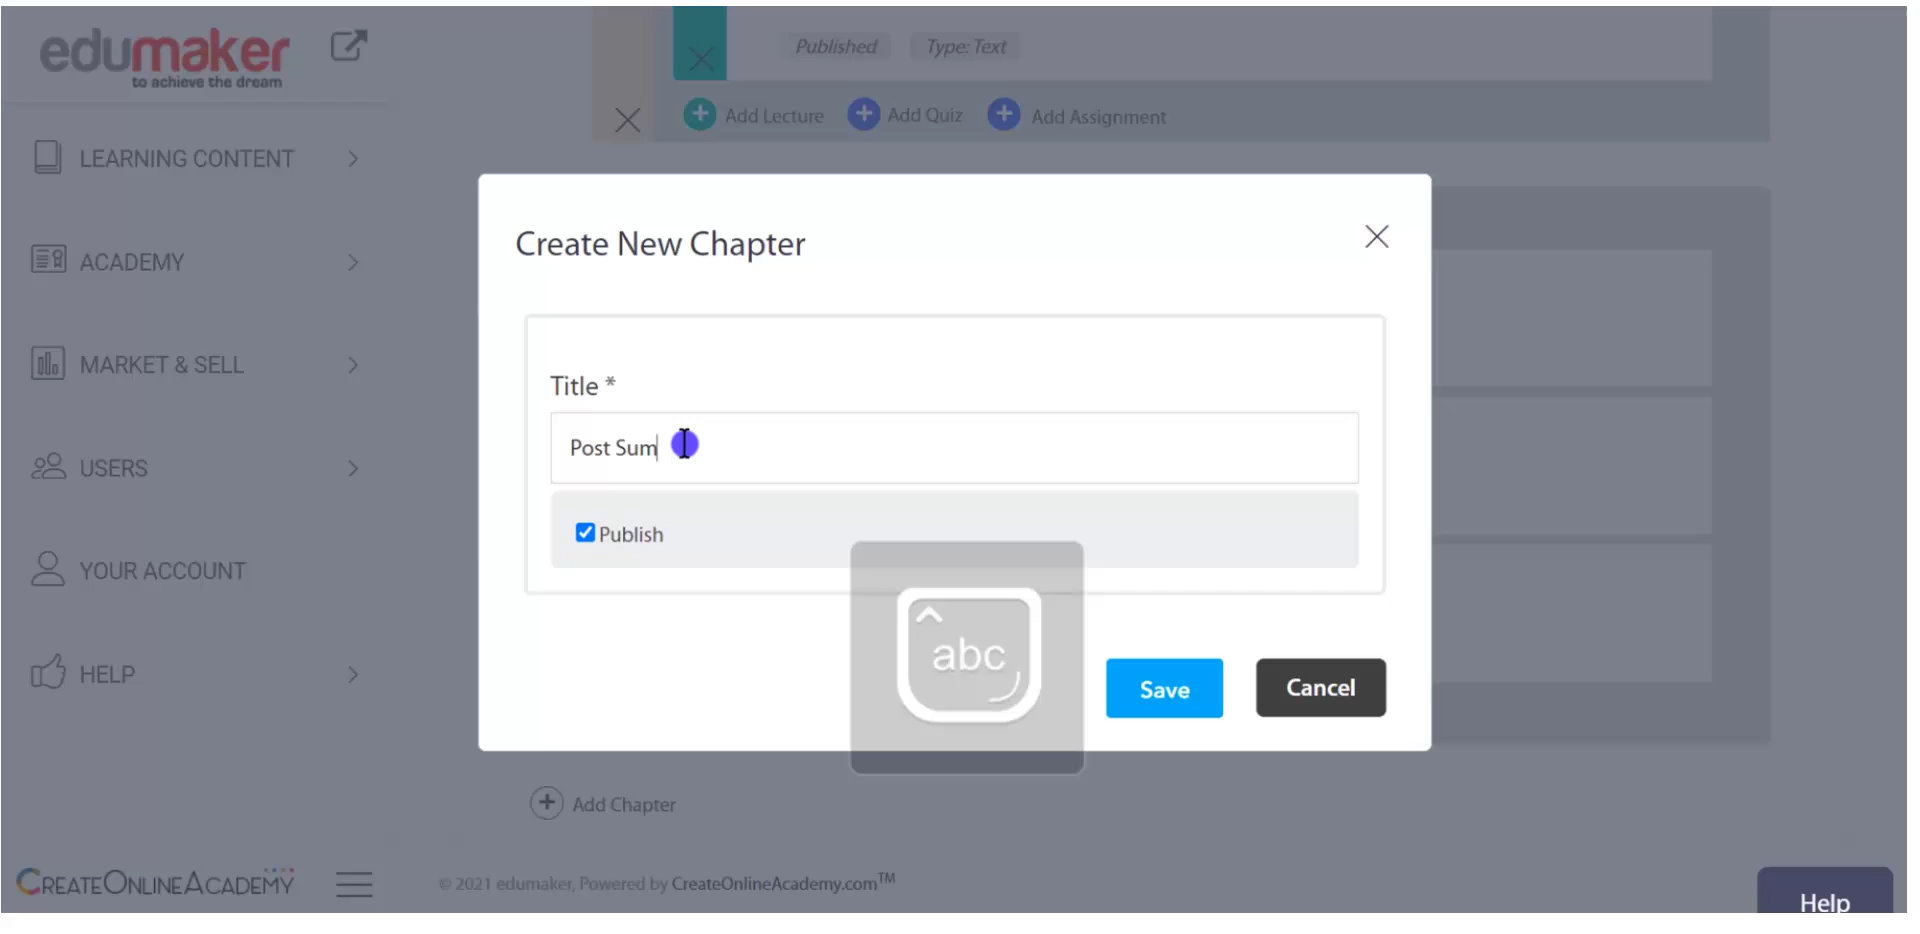 edumaker
to achieve the dream
LEARNING CONTENT
ACADEMY
MARKET & SELL
USERS
YOUR ACCOUNT
HELP
CREATEONLINEACADEMY
Published Type: Text
Add Lecture Add Quiz Add Assignment
Create New Chapter
Title *
Post Sum
Publish
abc
Save Cancel
Add Chapter
© 2021 edumaker, Powered by CreateOnlineAcademy.com™
Help